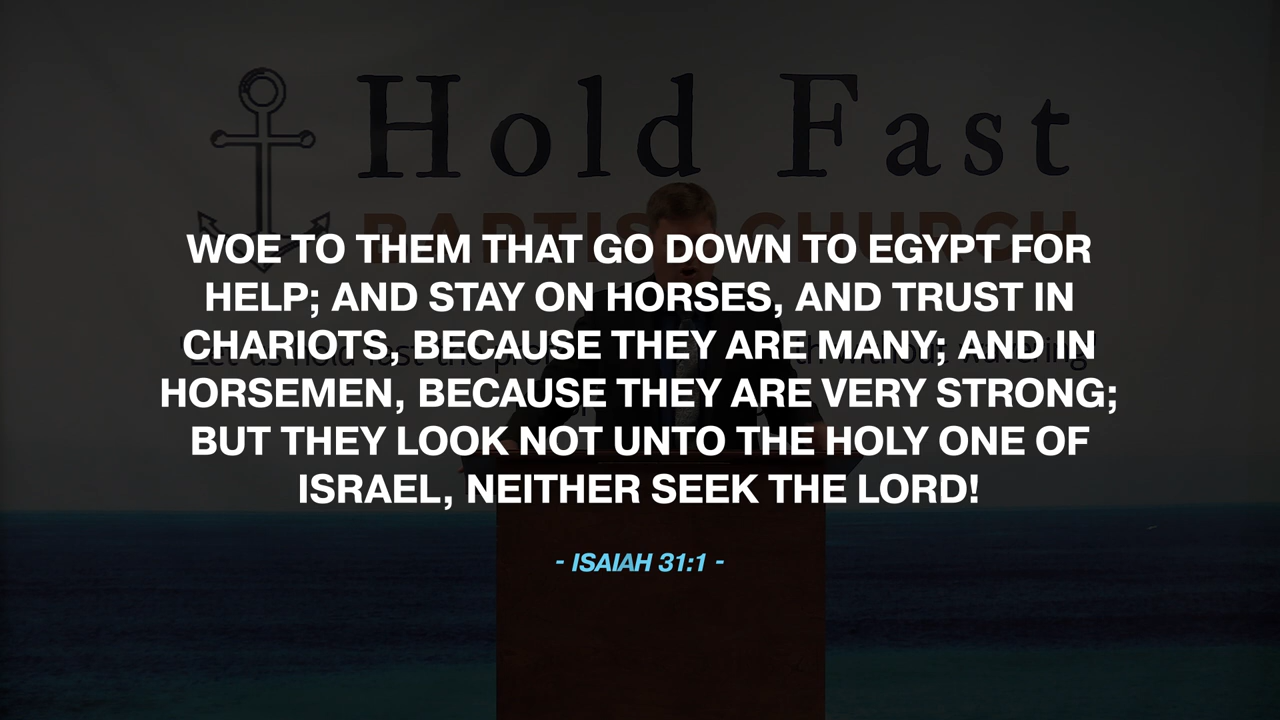 Hold Fast
BAPTIST CHURCH
WOE TO THEM THAT GO DOWN TO EGYPT FOR
HELP; AND STAY ON HORSES, AND TRUST IN
CHARIOTS, BECAUSE THEY ARE MANY; AND IN
HORSEMEN, BECAUSE THEY ARE VERY STRONG;
BUT THEY LOOK NOT UNTO THE HOLY ONE OF
ISRAEL, NEITHER SEEK THE LORD!
- ISAIAH 31:1 -